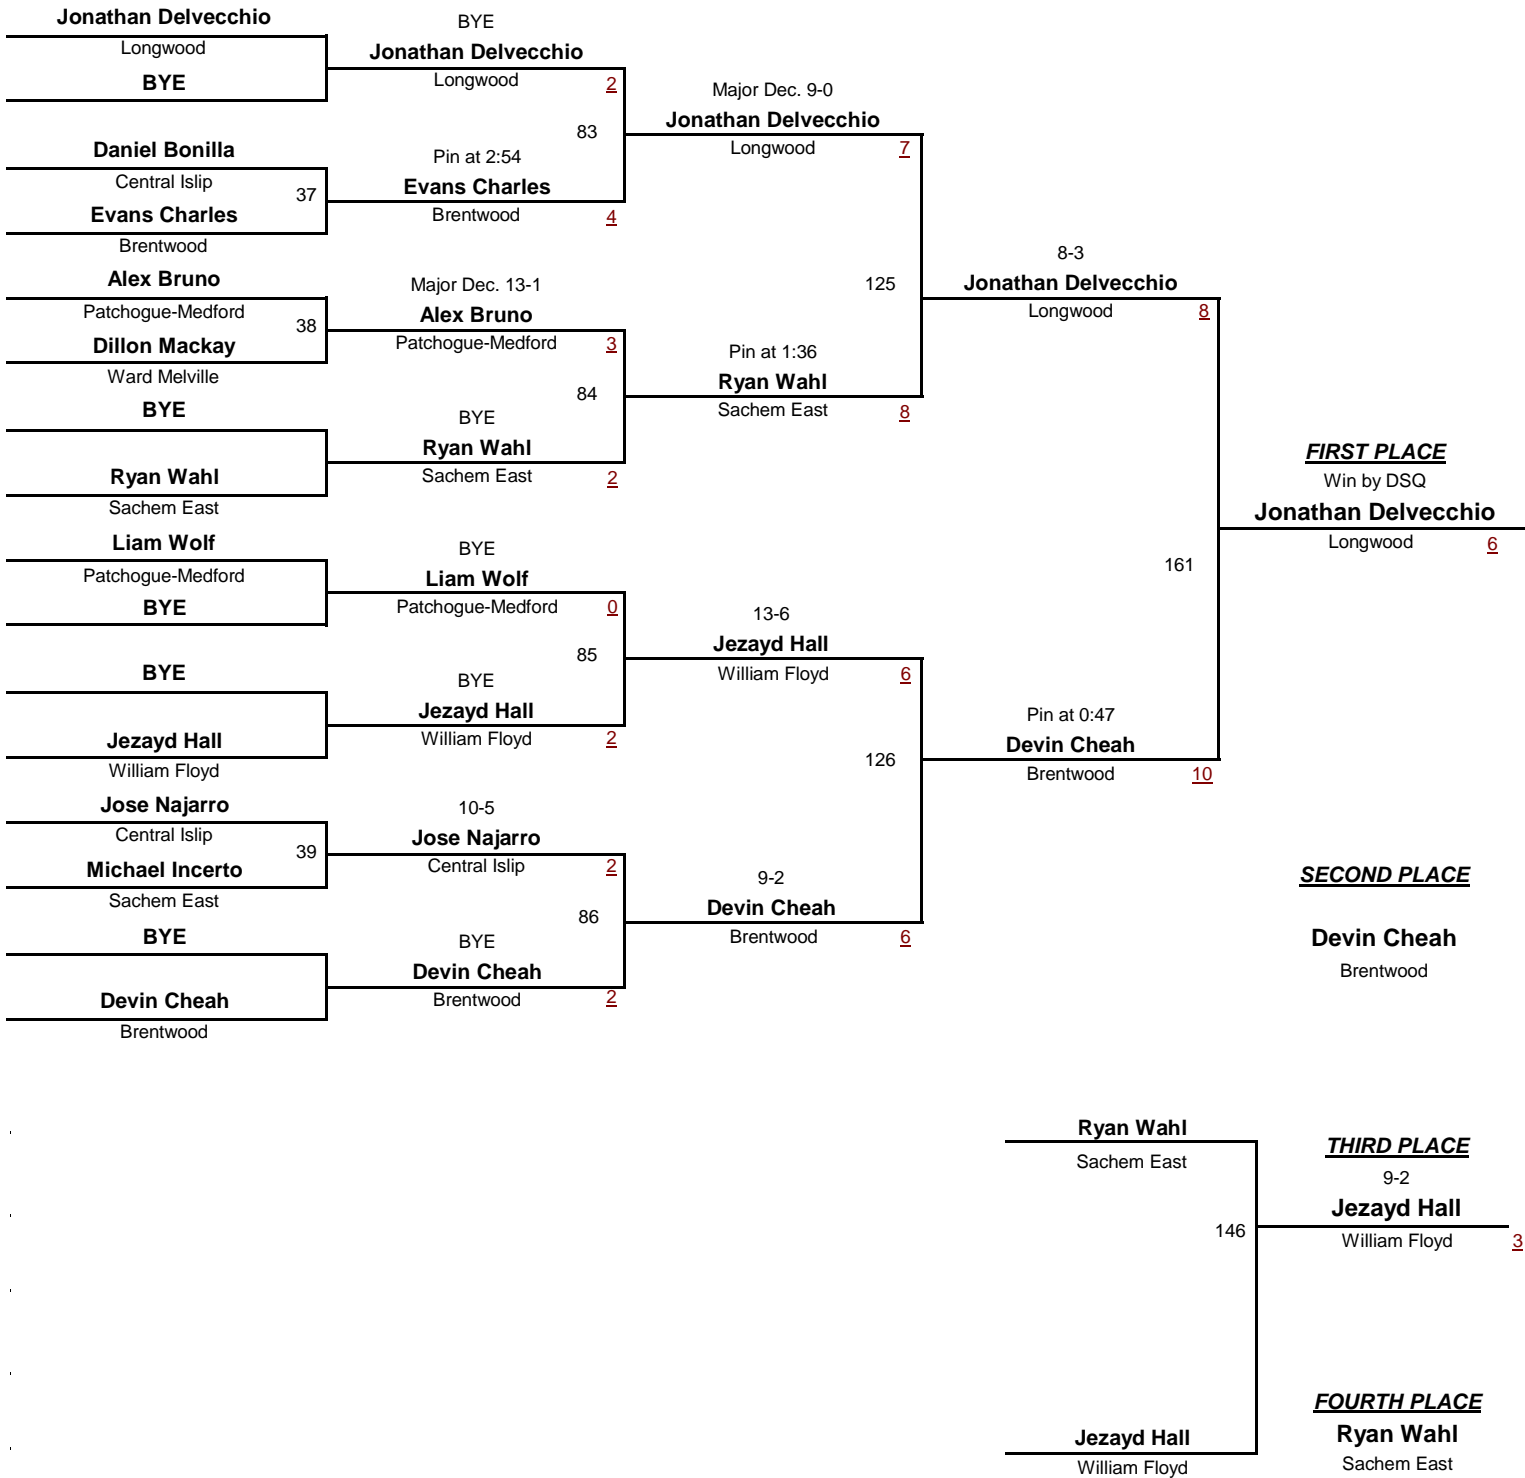 Jonathan Delvecchio
Longwood
BYE
Daniel Bonilla
Central Islip
37
Evans Charles
Brentwood
Alex Bruno
Patchogue-Medford
38
Dillon Mackay
Ward Melville
BYE
Ryan Wahl
Sachem East
Liam Wolf
Patchogue-Medford
BYE
BYE
Jezayd Hall
William Floyd
Jose Najarro
Central Islip
39
Michael Incerto
Sachem East
BYE
Devin Cheah
Brentwood
BYE
Jonathan Delvecchio
Longwood 2
83
Pin at 2:54
Evans Charles
Brentwood 4
Major Dec. 13-1
Alex Bruno
Patchogue-Medford 3
84
BYE
Ryan Wahl
Sachem East 2
BYE
Liam Wolf
Patchogue-Medford 0
85
BYE
Jezayd Hall
William Floyd 2
10-5
Jose Najarro
Central Islip 2
86
BYE
Devin Cheah
Brentwood 2
Major Dec. 9-0
Jonathan Delvecchio
Longwood 7
125
Pin at 1:36
Ryan Wahl
Sachem East 8
13-6
Jezayd Hall
William Floyd 6
126
9-2
Devin Cheah
Brentwood 6
8-3
Jonathan Delvecchio
Longwood 8
161
Pin at 0:47
Devin Cheah
Brentwood 10
FIRST PLACE
Win by DSQ
Jonathan Delvecchio
Longwood 6
SECOND PLACE
Devin Cheah
Brentwood
Ryan Wahl
Sachem East
146
Jezayd Hall
William Floyd
THIRD PLACE
9-2
Jezayd Hall
William Floyd 3
FOURTH PLACE
Ryan Wahl
Sachem East